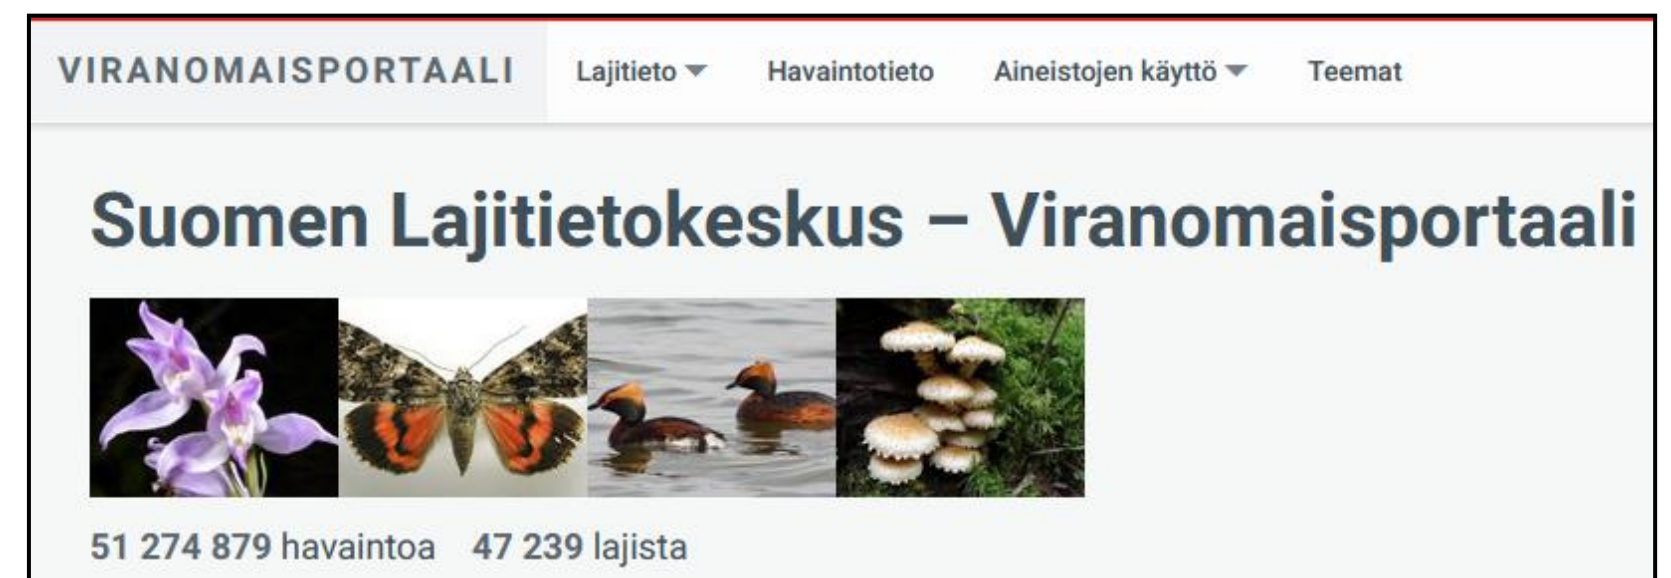 VIRANOMAISPORTAALI Lajitieto Havaintotieto Aineistojen käyttö Teemat
Suomen Lajitietokeskus – Viranomaisportaali
51 274 879 havaintoa 47 239 lajista